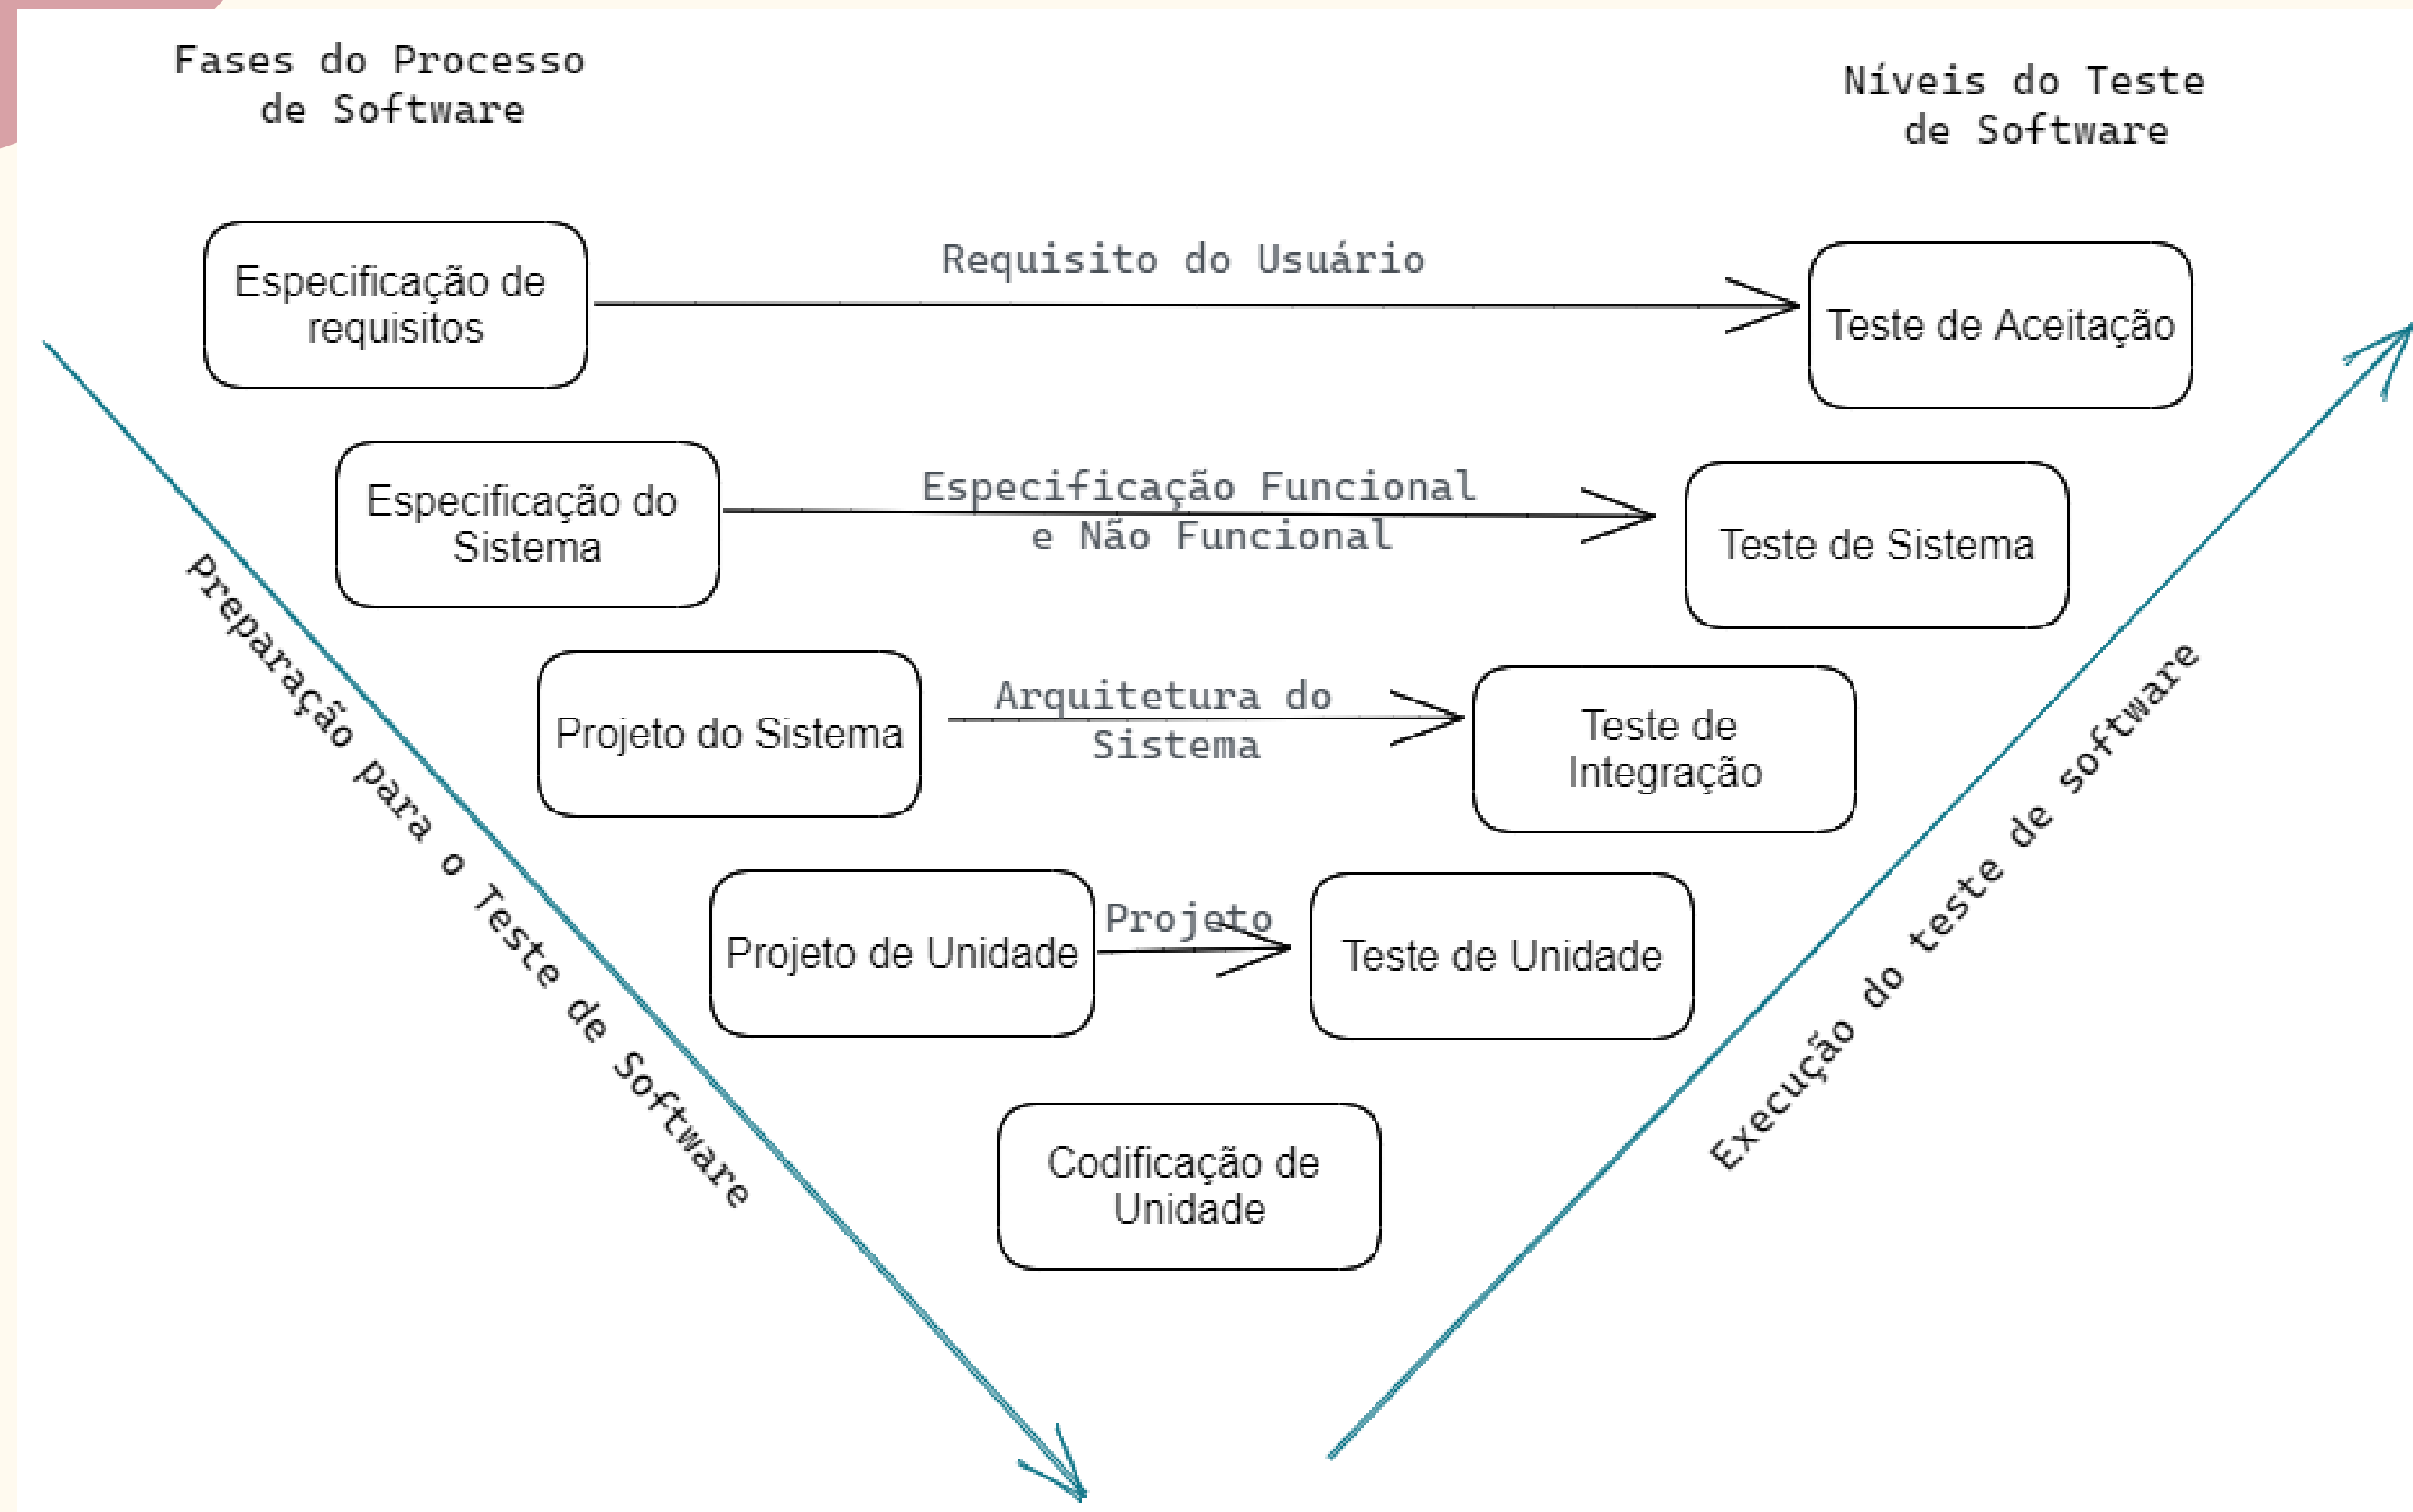 Fases do Processo
de Software
Níveis do Teste
de Software
Especificação de
requisitos
Requisito do Usuário
Teste de Aceitação
Especificação do
Sistema
Especificação Funcional
e Não Funcional
Teste de Sistema
Projeto do Sistema
Arquitetura do
Sistema
Teste de
Integração
Projeto de Unidade
Projeto
Teste de Unidade
Codificação de
Unidade
Preparação para o Teste de Software
Execução do teste de software